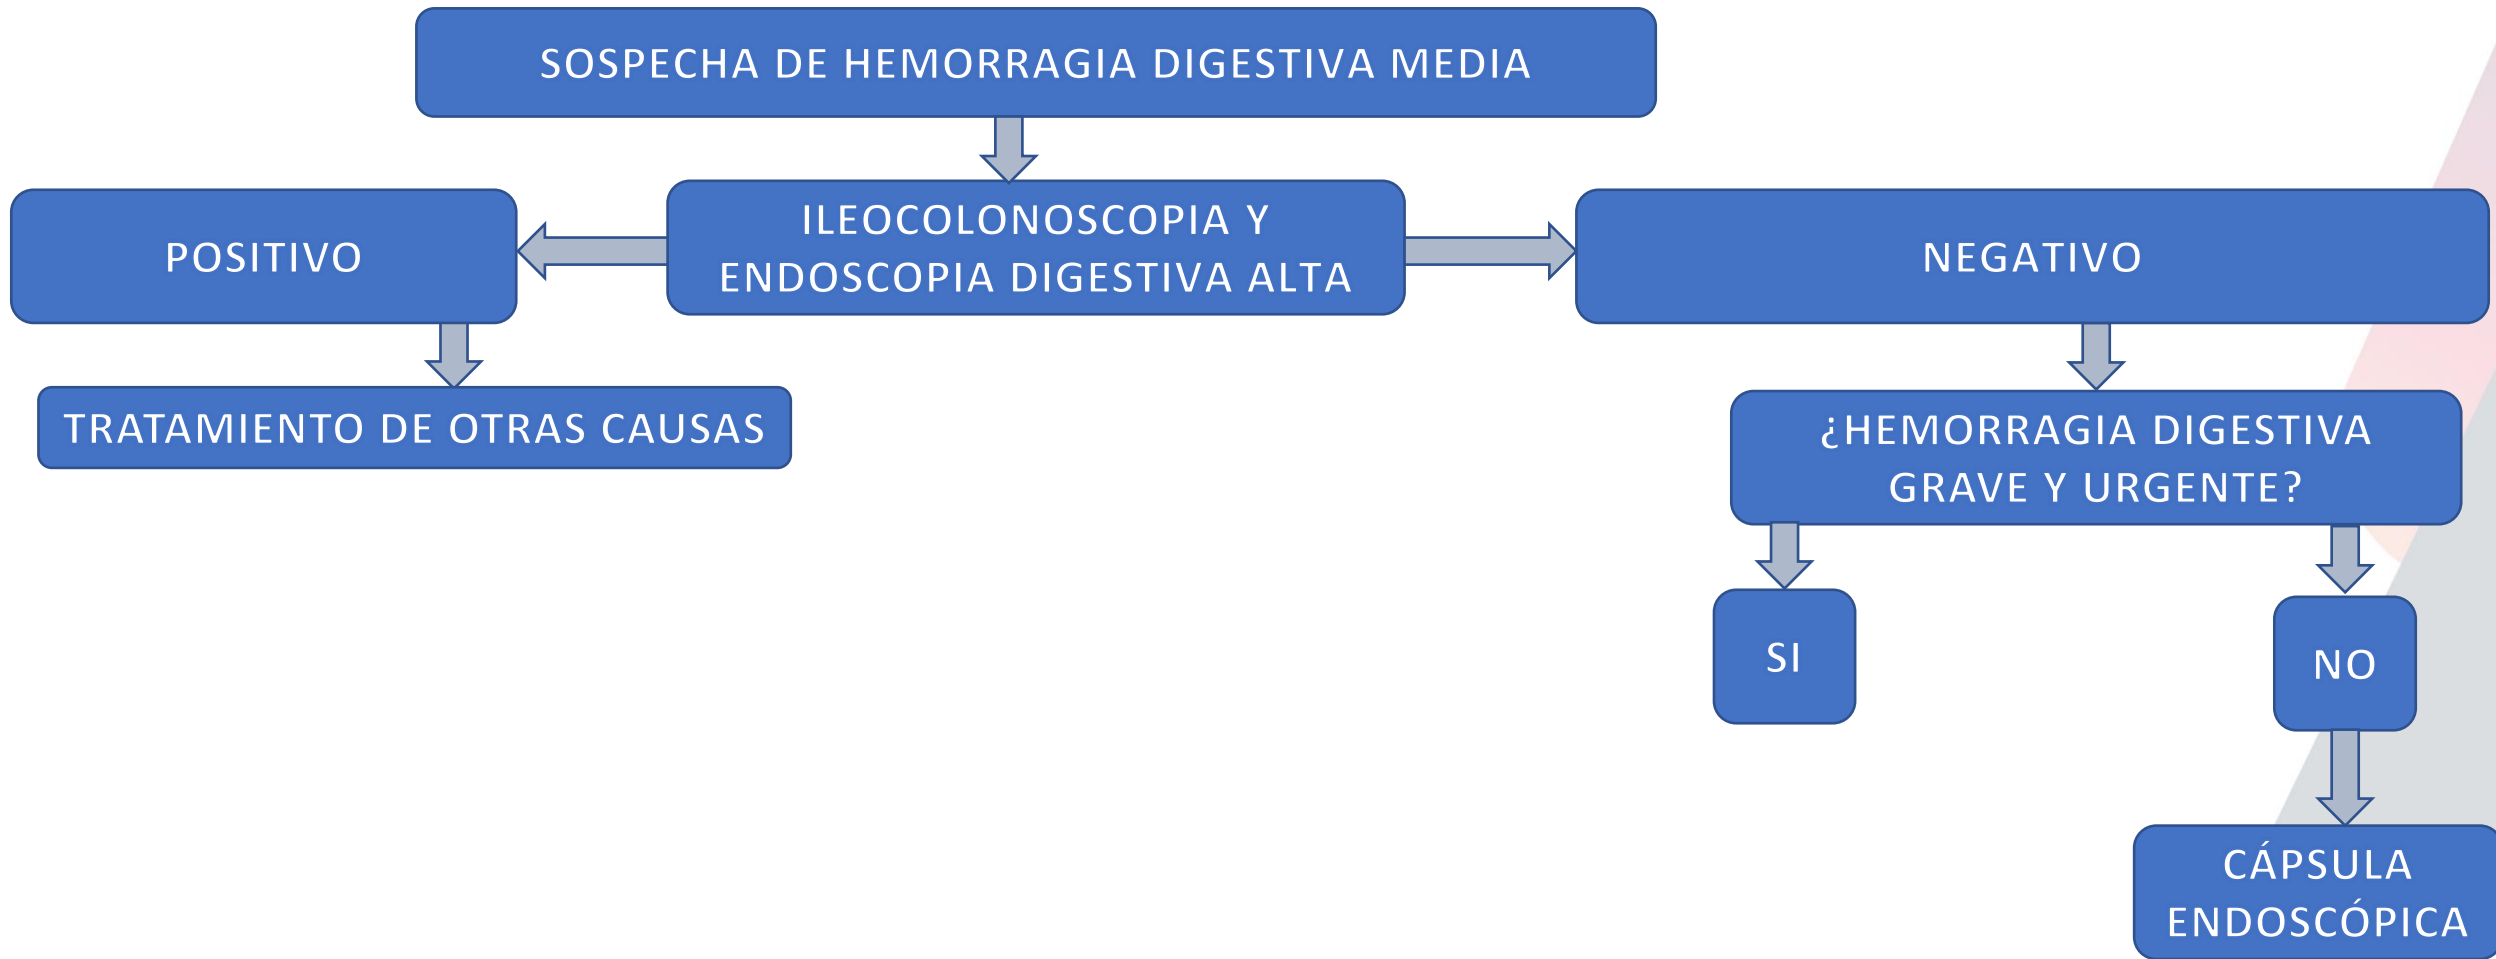 SOSPECHA DE HEMORRAGIA DIGESTIVA MEDIA
POSITIVO
ILEOCOLONOSCOPIA Y
ENDOSCOPIA DIGESTIVA ALTA
NEGATIVO
TRATAMIENTO DE OTRAS CAUSAS
¿HEMORRAGIA DIGESTIVA
GRAVE Y URGENTE?
SI
NO
CÁPSULA
ENDOSCÓPICA